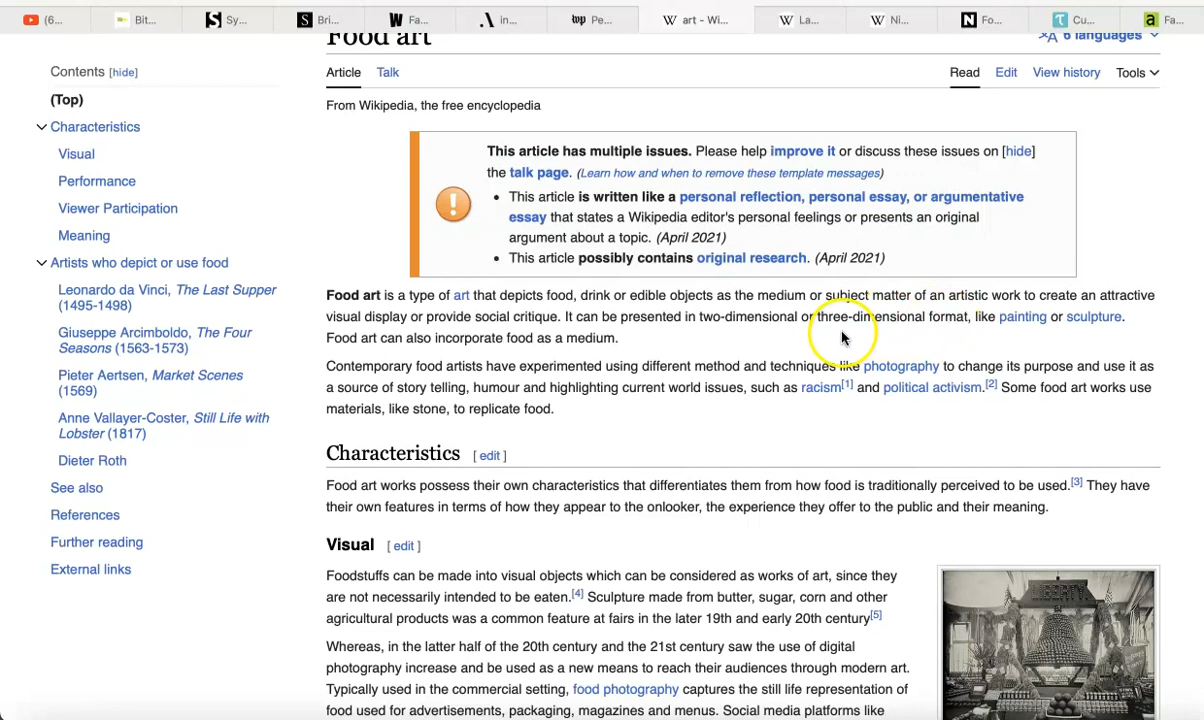 (6...
Bit...
Sy...
Bri...
Fa...
in...
Pe...
art - Wi...
La...
Ni...
Fo...
Cu...
Fa...
Food art
6 languages
Contents [hide]
(Top)
Characteristics
Visual
Performance
Viewer Participation
Meaning
Artists who depict or use food
Leonardo da Vinci, The Last Supper
(1495-1498)
Giuseppe Arcimboldo, The Four
Seasons (1563-1573)
Pieter Aertsen, Market Scenes
(1569)
Anne Vallayer-Coster, Still Life with
Lobster (1817)
Dieter Roth
See also
References
Further reading
External links
Article Talk Read Edit View history Tools
From Wikipedia, the free encyclopedia
This article has multiple issues. Please help improve it or discuss these issues on [hide]
the talk page. (Learn how and when to remove these template messages)
• This article is written like a personal reflection, personal essay, or argumentative
essay that states a Wikipedia editor's personal feelings or presents an original
argument about a topic. (April 2021)
• This article possibly contains original research. (April 2021)
Food art is a type of art that depicts food, drink or edible objects as the medium or subject matter of an artistic work to create an attractive
visual display or provide social critique. It can be presented in two-dimensional or three-dimensional format, like painting or sculpture.
Food art can also incorporate food as a medium.
Contemporary food artists have experimented using different method and techniques like photography to change its purpose and use it as
a source of story telling, humour and highlighting current world issues, such as racism[1] and political activism.[2] Some food art works use
materials, like stone, to replicate food.
Characteristics [ edit ]
Food art works possess their own characteristics that differentiates them from how food is traditionally perceived to be used.[3] They have
their own features in terms of how they appear to the onlooker, the experience they offer to the public and their meaning.
Visual [ edit ]
Foodstuffs can be made into visual objects which can be considered as works of art, since they
are not necessarily intended to be eaten.[4] Sculpture made from butter, sugar, corn and other
agricultural products was a common feature at fairs in the later 19th and early 20th century[5]
Whereas, in the latter half of the 20th century and the 21st century saw the use of digital
photography increase and be used as a new means to reach their audiences through modern art.
Typically used in the commercial setting, food photography captures the still life representation of
food used for advertisements, packaging, magazines and menus. Social media platforms like
LIBERTY